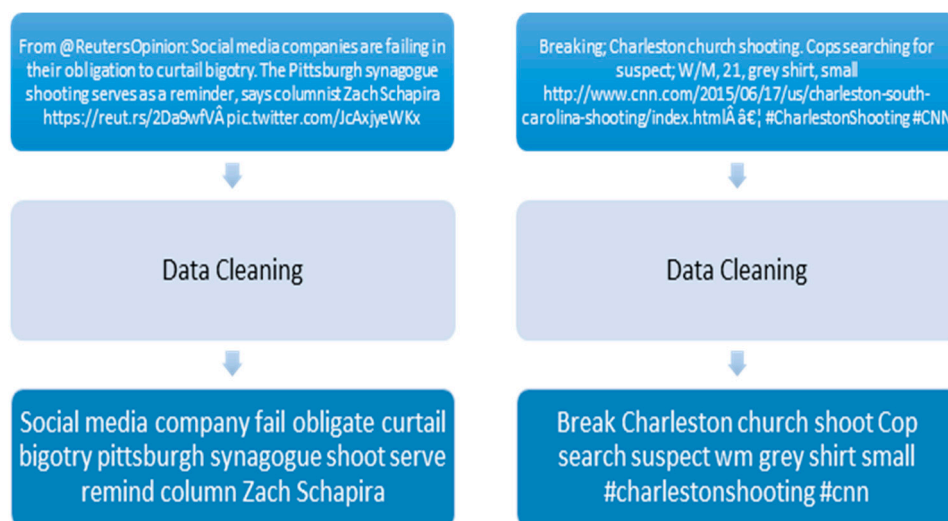 From @ReutersOpinion: Social media companies are failing in
their obligation to curtail bigotry. The Pittsburgh synagogue
shooting serves as a reminder, says columnist Zach Schapira
https://reut.rs/2Da9wfVÂ pic.twitter.com/JcAxjyeWKx
Data Cleaning
Social media company fail obligate curtail
bigotry pittsburgh synagogue shoot serve
remind column Zach Schapira
Breaking; Charleston church shooting. Cops searching for
suspect; W/M, 21, grey shirt, small
http://www.cnn.com/2015/06/17/us/charleston-south-
carolina-shooting/index.htmlÂ â€¦ #CharlestonShooting #CNN
Data Cleaning
Break Charleston church shoot Cop
search suspect wm grey shirt small
#charlestonshooting #cnn